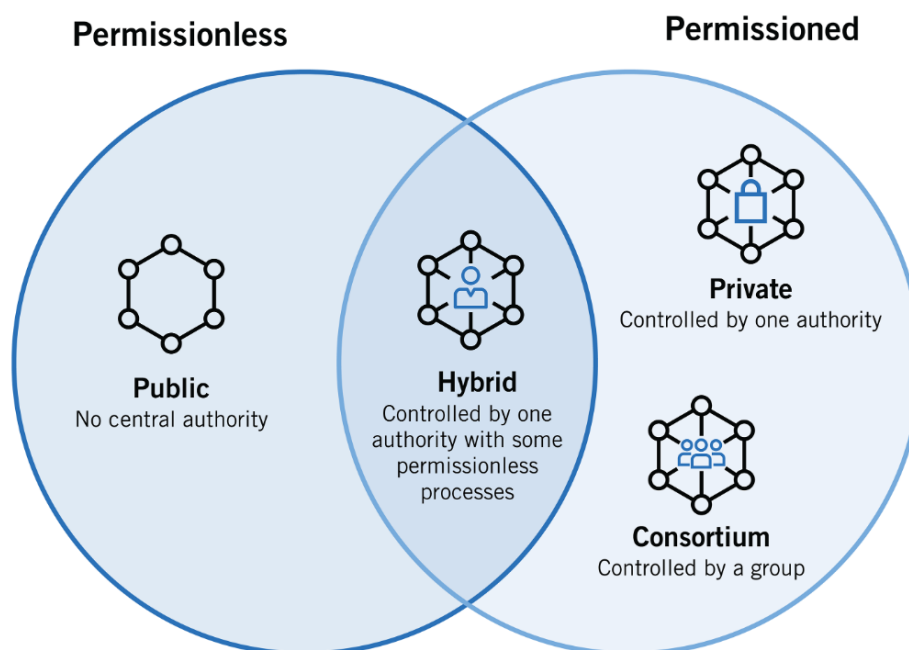 Permissionless
Permissioned
Public
No central authority
Hybrid
Controlled by one
authority with some
permissionless
processes
Private
Controlled by one authority
Consortium
Controlled by a group